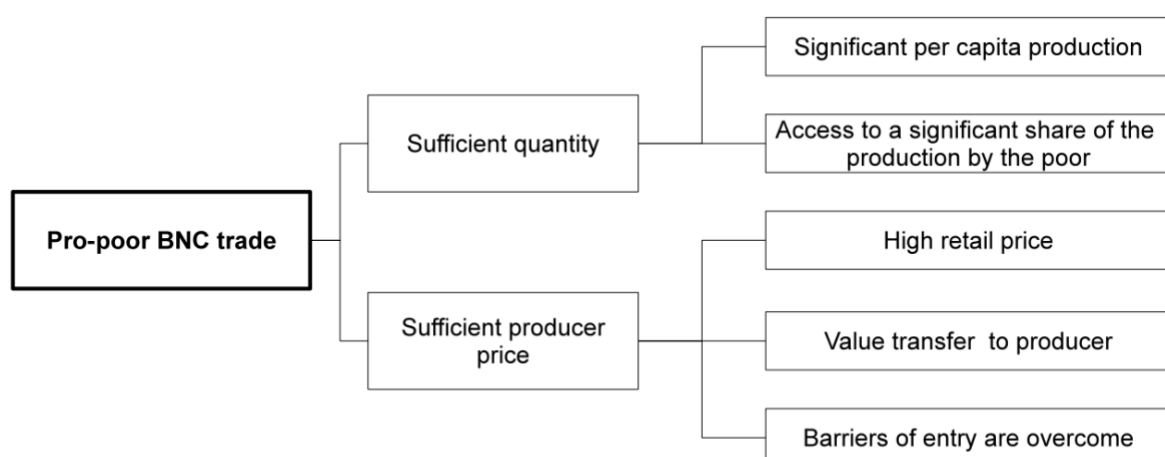 Significant per capita production
Sufficient quantity
Access to a significant share of the
production by the poor
Pro-poor BNC trade
High retail price
Sufficient producer
price
Value transfer to producer
Barriers of entry are overcome